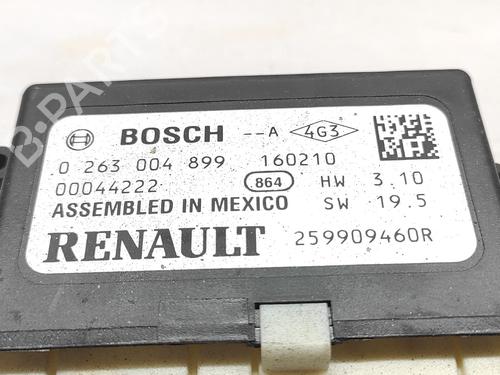 BOSCH --A 4G3
0 263 004 899 160210
00044222 864 HW 3.10
ASSEMBLED IN MEXICO SW 19.5
RENAULT 259909460R
B-PARTS